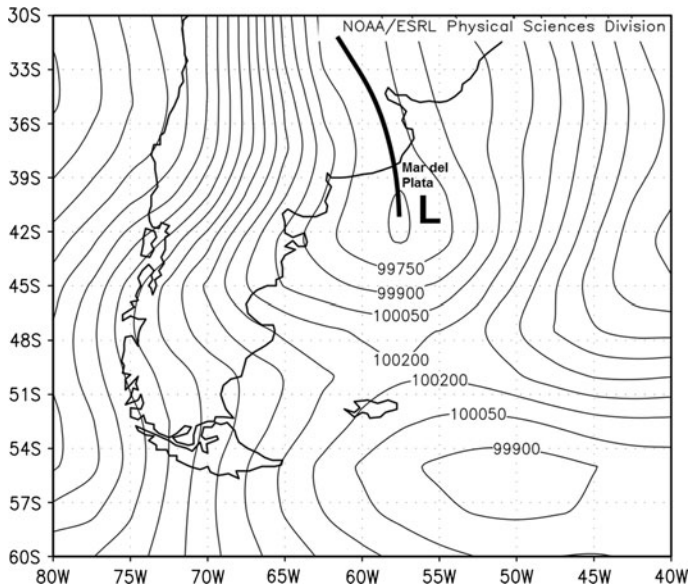 30S
NOAA/ESRL Physical Sciences Division
33S
36S
Mar del
39S
Plata
L
42S
99750
45S
99900
100050
48S
100200
100200
51S
100050
54S
99900
57S
60S
80W 75W 70W 65W 60W 55W 50W 45W 40W